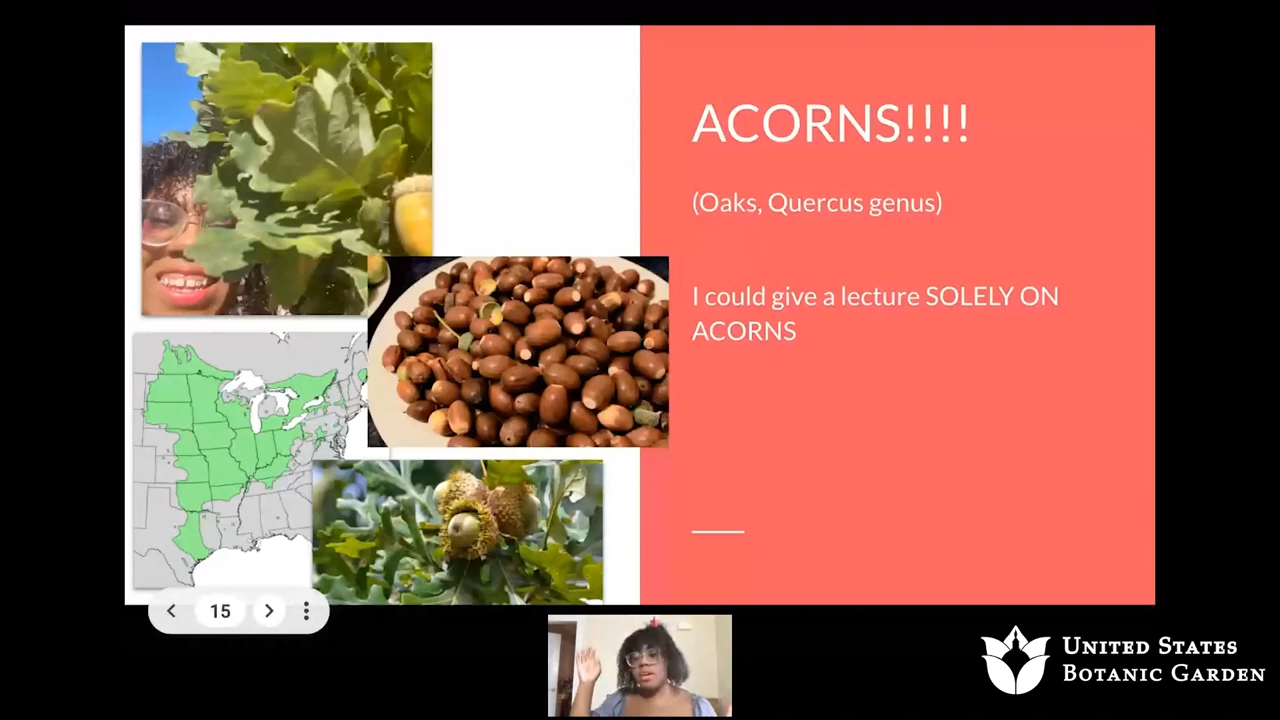 ACORNS!!!!
(Oaks, Quercus genus)
I could give a lecture SOLELY ON
ACORNS
15
UNITED STATES
BOTANIC GARDEN